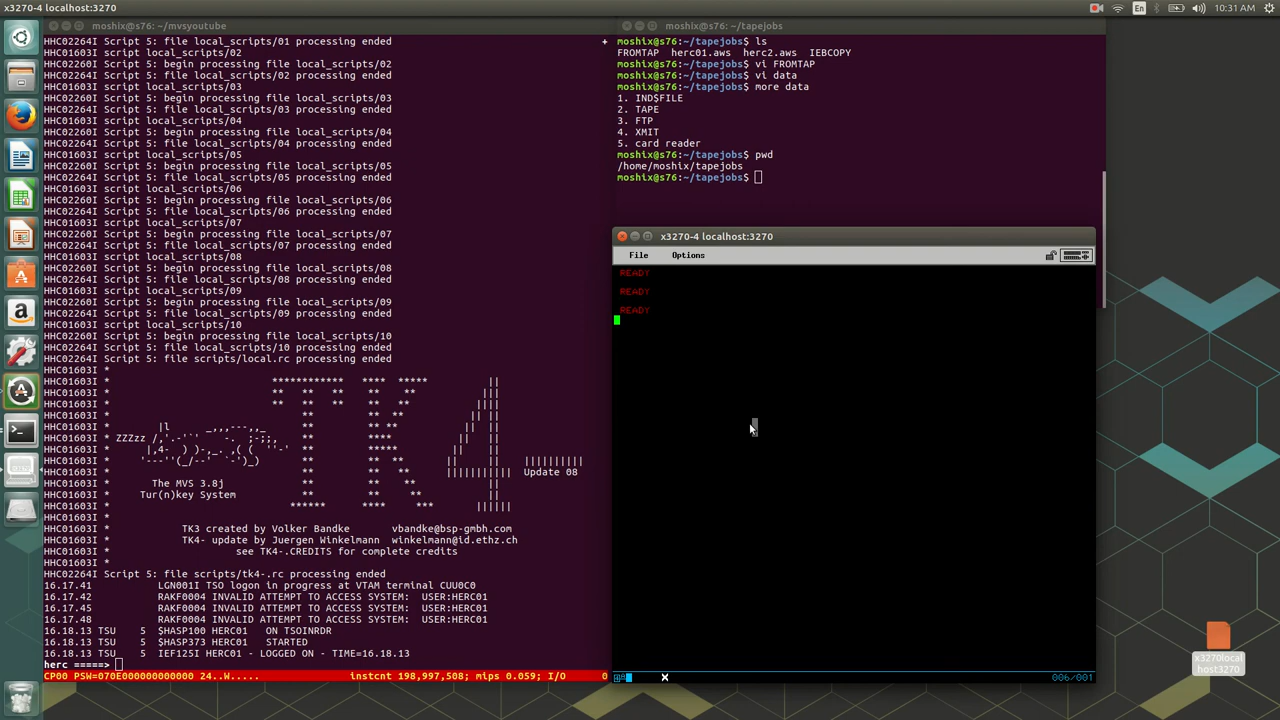 x3270-4 localhost:3270
En
10:31 AM
moshix@s76: ~/mvsyoutube
HHC02264I Script 5: file local_scripts/01 processing ended
HHC01603I Script local_scripts/02
HHC02260I Script 5: begin processing file local_scripts/02
HHC02264I Script 5: file local_scripts/02 processing ended
HHC01603I Script local_scripts/03
HHC02260I Script 5: begin processing file local_scripts/03
HHC02264I Script 5: file local_scripts/03 processing ended
HHC01603I script local_scripts/04
HHC02260I Script 5: begin processing file local_scripts/04
HHC02264I Script 5: file local_scripts/04 processing ended
HHC01603I script local_scripts/05
HHC02260I Script 5: begin processing file local_scripts/05
HHC02264I Script 5: file local_scripts/05 processing ended
HHC01603I script local_scripts/06
HHC02260I Script 5: begin processing file local_scripts/06
HHC02264I Script 5: file local_scripts/06 processing ended
HHC01603I script local_scripts/07
HHC02260I Script 5: begin processing file local_scripts/07
HHC02264I Script 5: file local_scripts/07 processing ended
HHC01603I script local_scripts/08
HHC02260I Script 5: begin processing file local_scripts/08
HHC02264I Script 5: file local_scripts/08 processing ended
HHC01603I script local_scripts/09
HHC02260I Script 5: begin processing file local_scripts/09
HHC02264I Script 5: file local_scripts/09 processing ended
HHC01603I script local_scripts/10
HHC02260I Script 5: begin processing file local_scripts/10
HHC02264I Script 5: file local_scripts/10 processing ended
HHC02264I Script 5: file scripts/local.rc processing ended
HHC01603I *
HHC01603I *
HHC01603I *
HHC01603I *
HHC01603I *
HHC01603I *
HHC01603I *
HHC01603I *
HHC01603I *
HHC01603I * Update 08
HHC01603I * The MVS 3.8j
HHC01603I * Tur(n)key System
HHC01603I *
HHC01603I *
HHC01603I * TK3 created by Volker Bandke vbandke@bsp-gmbh.com
HHC01603I * TK4- update by Juergen Winkelmann winkelmann@id.ethz.ch
HHC01603I * see TK4-.CREDITS for complete credits
HHC01603I *
HHC02264I Script 5: file scripts/tk4-.rc processing ended
16.17.41 LGN001I TSO logon in progress at VTAM terminal CUU0C0
16.17.42 RAKF0004 INVALID ATTEMPT TO ACCESS SYSTEM: USER:HERC01
16.17.45 RAKF0004 INVALID ATTEMPT TO ACCESS SYSTEM: USER:HERC01
16.17.48 RAKF0004 INVALID ATTEMPT TO ACCESS SYSTEM: USER:HERC01
16.18.13 TSU 5 $HASP100 HERC01 ON TSOINRDR
16.18.13 TSU 5 $HASP373 HERC01 STARTED
16.18.13 TSU 5 IEF125I HERC01 - LOGGED ON - TIME=16.18.13
herc =====>
CP00 PSW=070E000000000000 24..W..... instcnt 198,997,508; mips 0.059; I/O 0
moshix@s76: ~/tapejobs
moshix@s76:~/tapejobs$ ls
FROMTAP herc01.aws herc2.aws IEBCOPY
moshix@s76:~/tapejobs$ vi FROMTAP
moshix@s76:~/tapejobs$ vi data
moshix@s76:~/tapejobs$ more data
1. IND$FILE
2. TAPE
3. FTP
4. XMIT
5. card reader
moshix@s76:~/tapejobs$ pwd
/home/moshix/tapejobs
moshix@s76:~/tapejobs$
x3270-4 localhost:3270
File Options
READY
READY
READY
006/001
x3270local
host3270